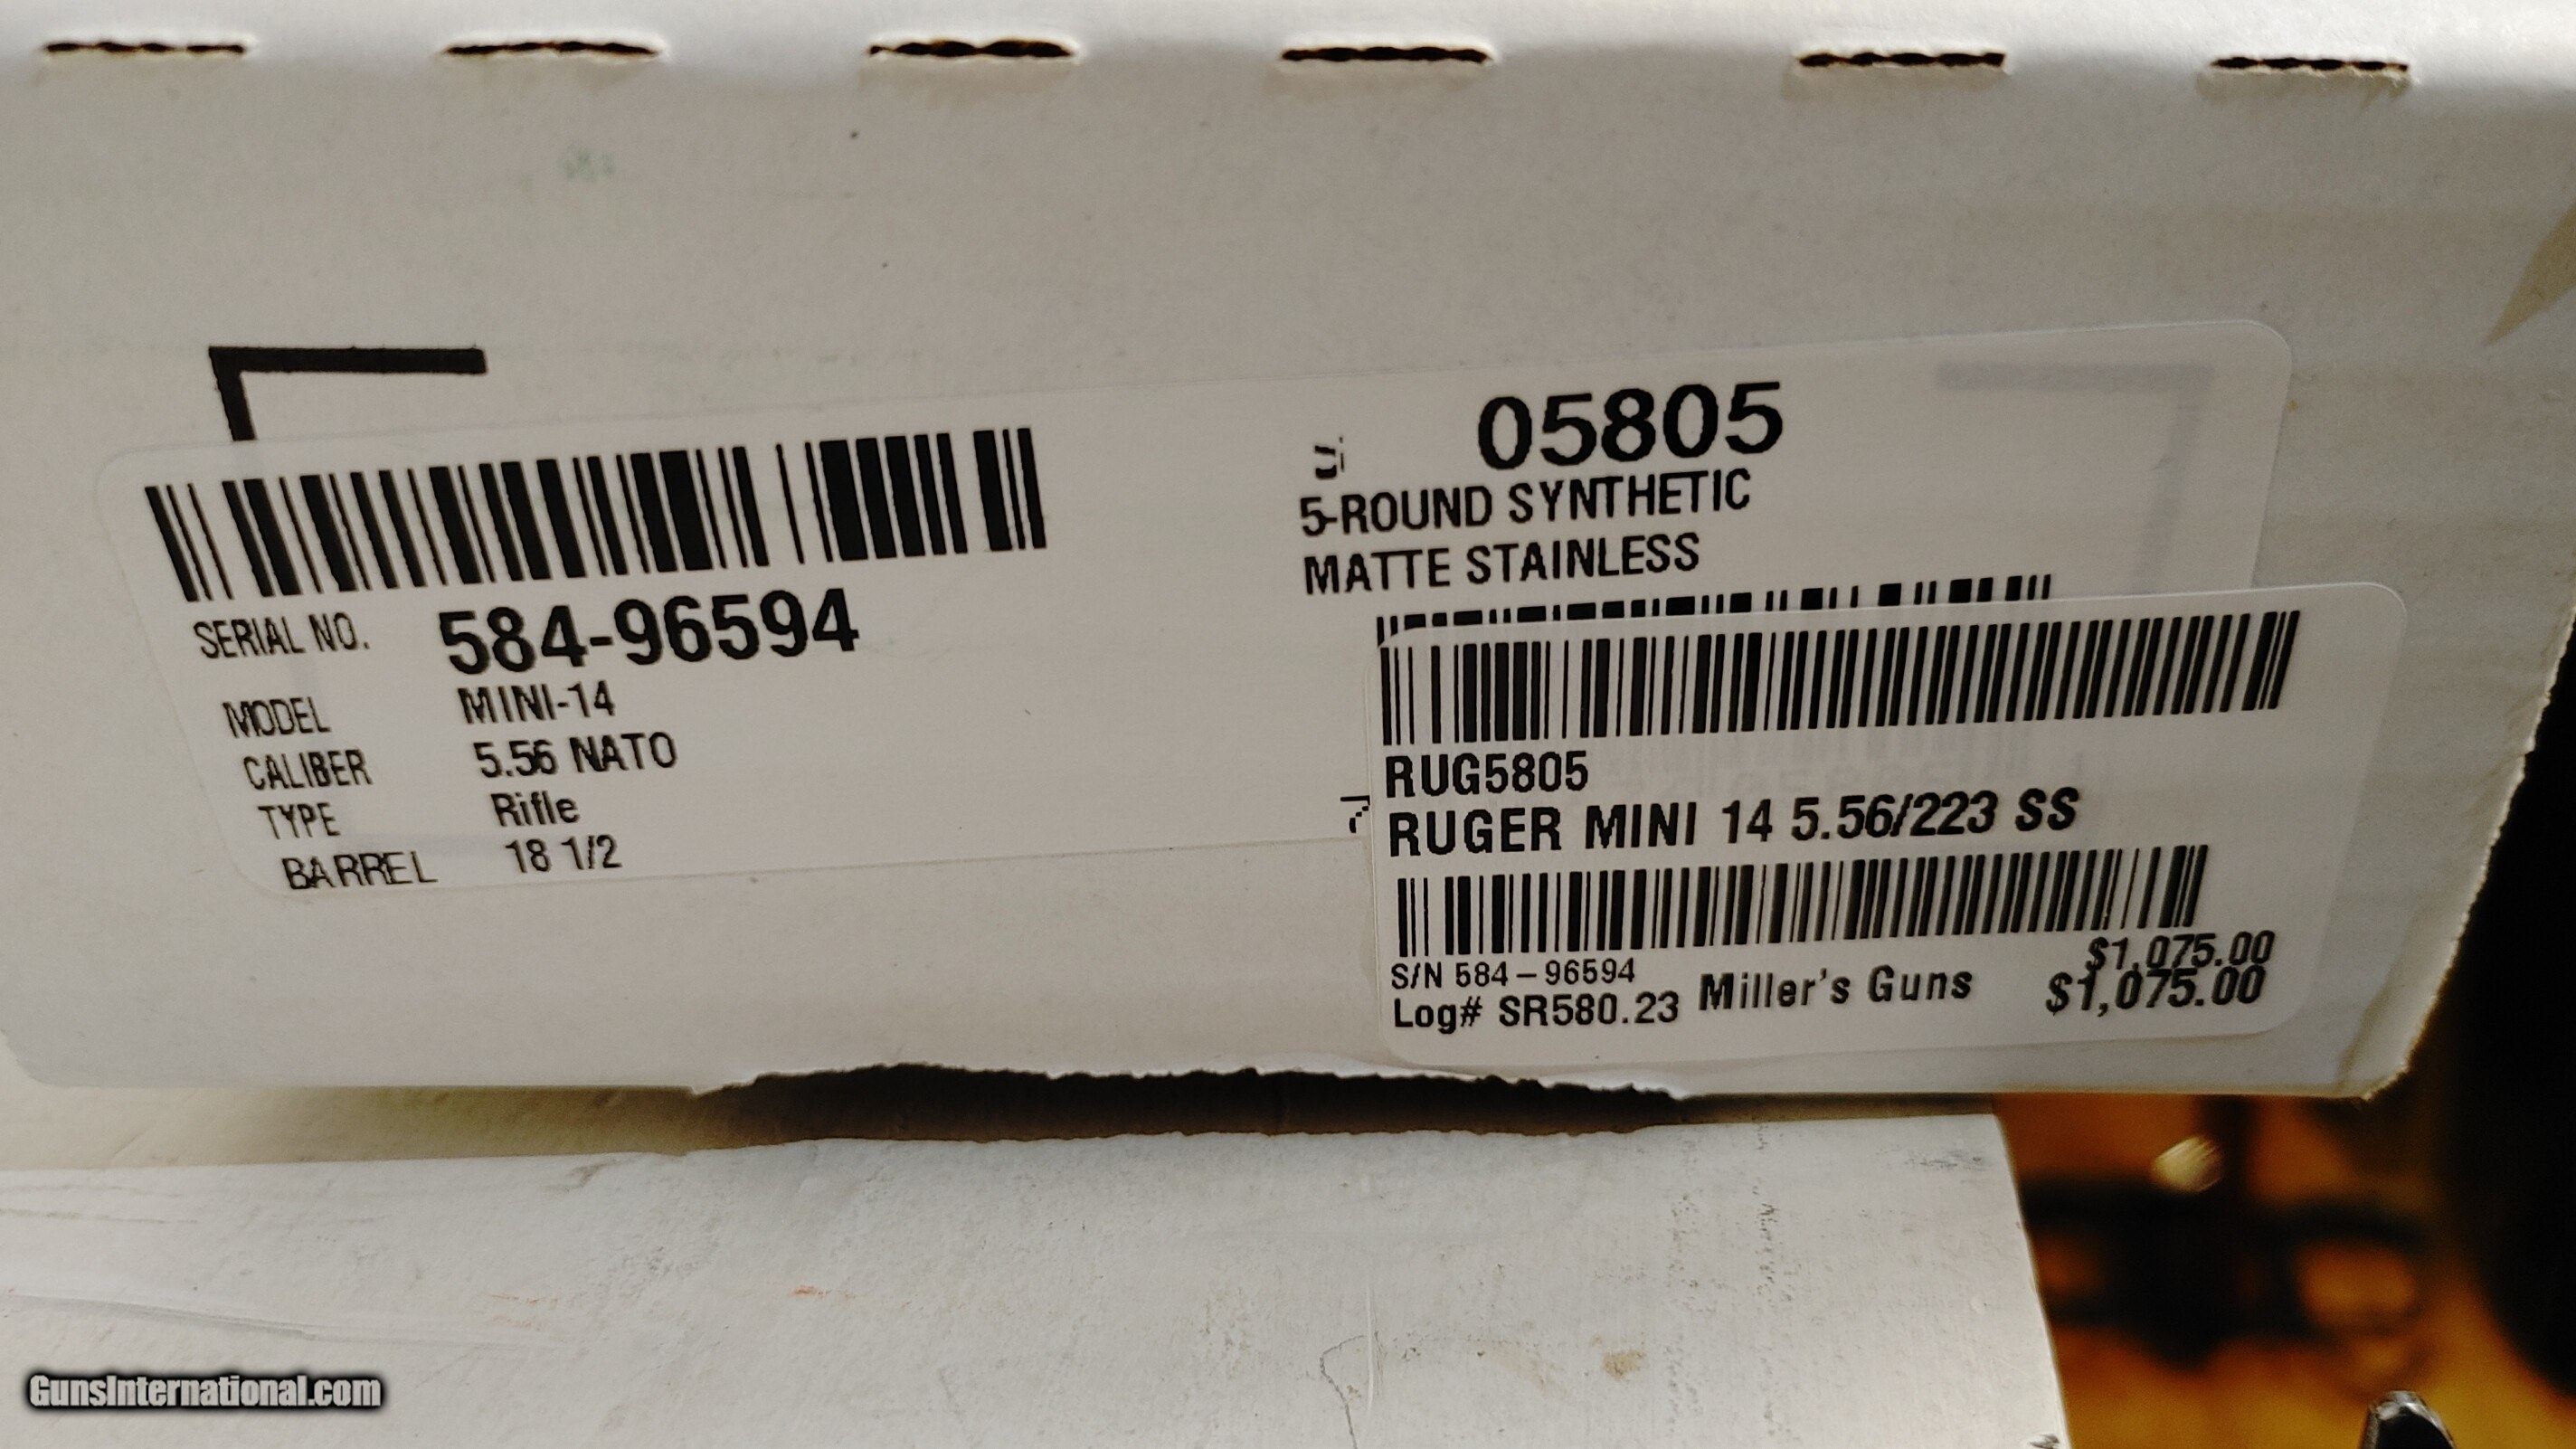 SERIAL NO. 584-96594
MODEL MINI-14
CALIBER 5.56 NATO
TYPE Rifle
BARREL 18 1/2
05805
5-ROUND SYNTHETIC
MATTE STAINLESS
RUG5805
RUGER MINI 14 5.56/223 SS
$1,075.00
S/N 584-96594
Log# SR580.23 Miller's Guns $1,075.00
GunsInternational.com